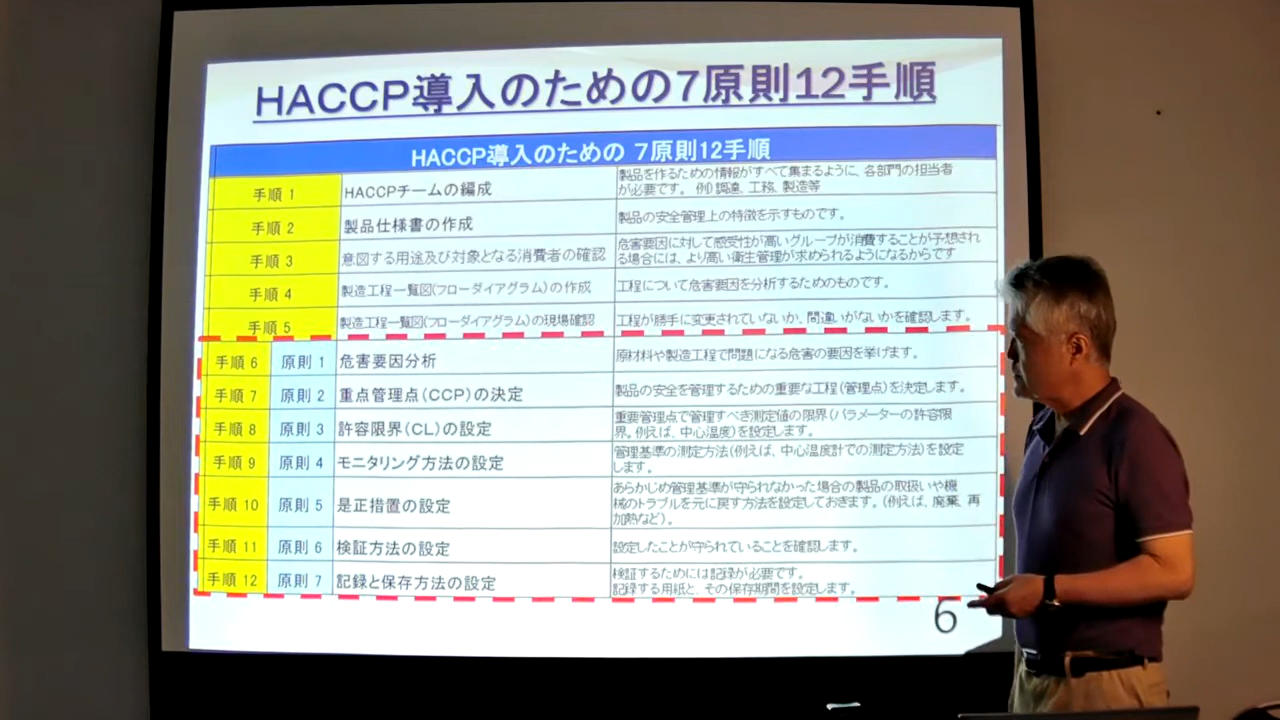 HACCP導入のための7原則12手順
HACCP導入のための 7原則12手順
手順 1
HACCPチームの編成
製品を作るための情報がすべて集まるように、各部門の担当者
が必要です。 例) 調達、工務、製造等
手順 2
製品仕様書の作成
製品の安全管理上の特徴を示すものです。
手順 3
意図する用途及び対象となる消費者の確認
危害要因に対して感受性が高いグループが消費することが予想され
る場合には、より高い衛生管理が求められるようになるからです
手順 4
製造工程一覧図(フローダイアグラム)の作成
工程について危害要因を分析するためのものです。
手順 5
製造工程一覧図(フローダイアグラム)の現場確認
工程が勝手に変更されていないか、間違いがないかを確認します。
手順 6
原則 1
危害要因分析
原材料や製造工程で問題になる危害の要因を挙げます。
手順 7
原則 2
重点管理点(CCP)の決定
製品の安全を管理するための重要な工程(管理点)を決定します。
手順 8
原則 3
許容限界(CL)の設定
重要管理点で管理すべき測定値の限界(パラメーターの許容限
界。例えば、中心温度)を設定します。
手順 9
原則 4
モニタリング方法の設定
管理基準の測定方法(例えば、中心温度計での測定方法)を設定
します。
手順 10
原則 5
是正措置の設定
あらかじめ管理基準が守られなかった場合の製品の取扱いや機
械のトラブルを元に戻す方法を設定しておきます。(例えば、廃棄、再
加熱など)。
手順 11
原則 6
検証方法の設定
設定したことが守られていることを確認します。
手順 12
原則 7
記録と保存方法の設定
検証するためには記録が必要です。
記録する用紙と、その保存期間を設定します。
6